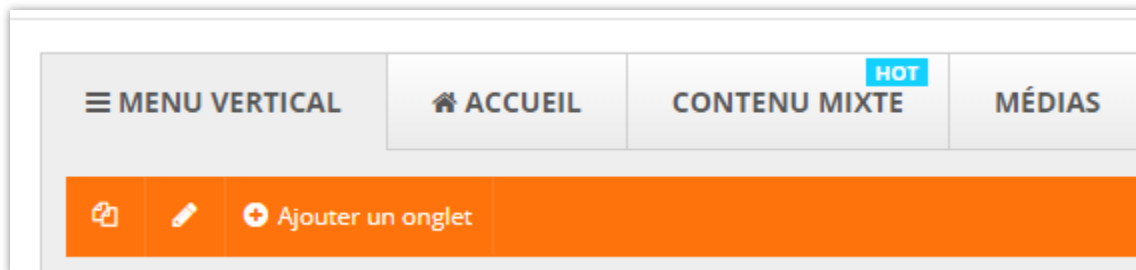 MENU VERTICAL
ACCUEIL
CONTENU MIXTE
HOT
MÉDIAS
Ajouter un onglet